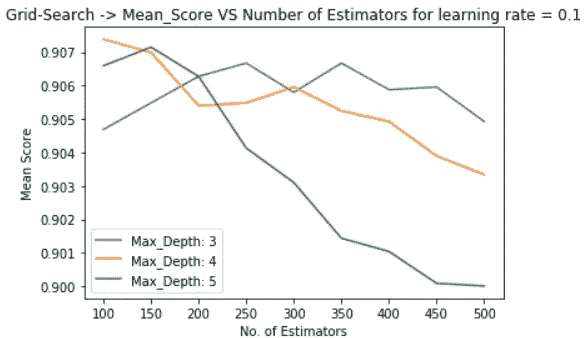 Grid-Search -> Mean_Score VS Number of Estimators for learning rate = 0.1
0.907
0.906
0.905
0.904
0.903
0.902
0.901
0.900
Mean Score
Max_Depth: 3
Max_Depth: 4
Max_Depth: 5
100 150 200 250 300 350 400 450 500
No. of Estimators